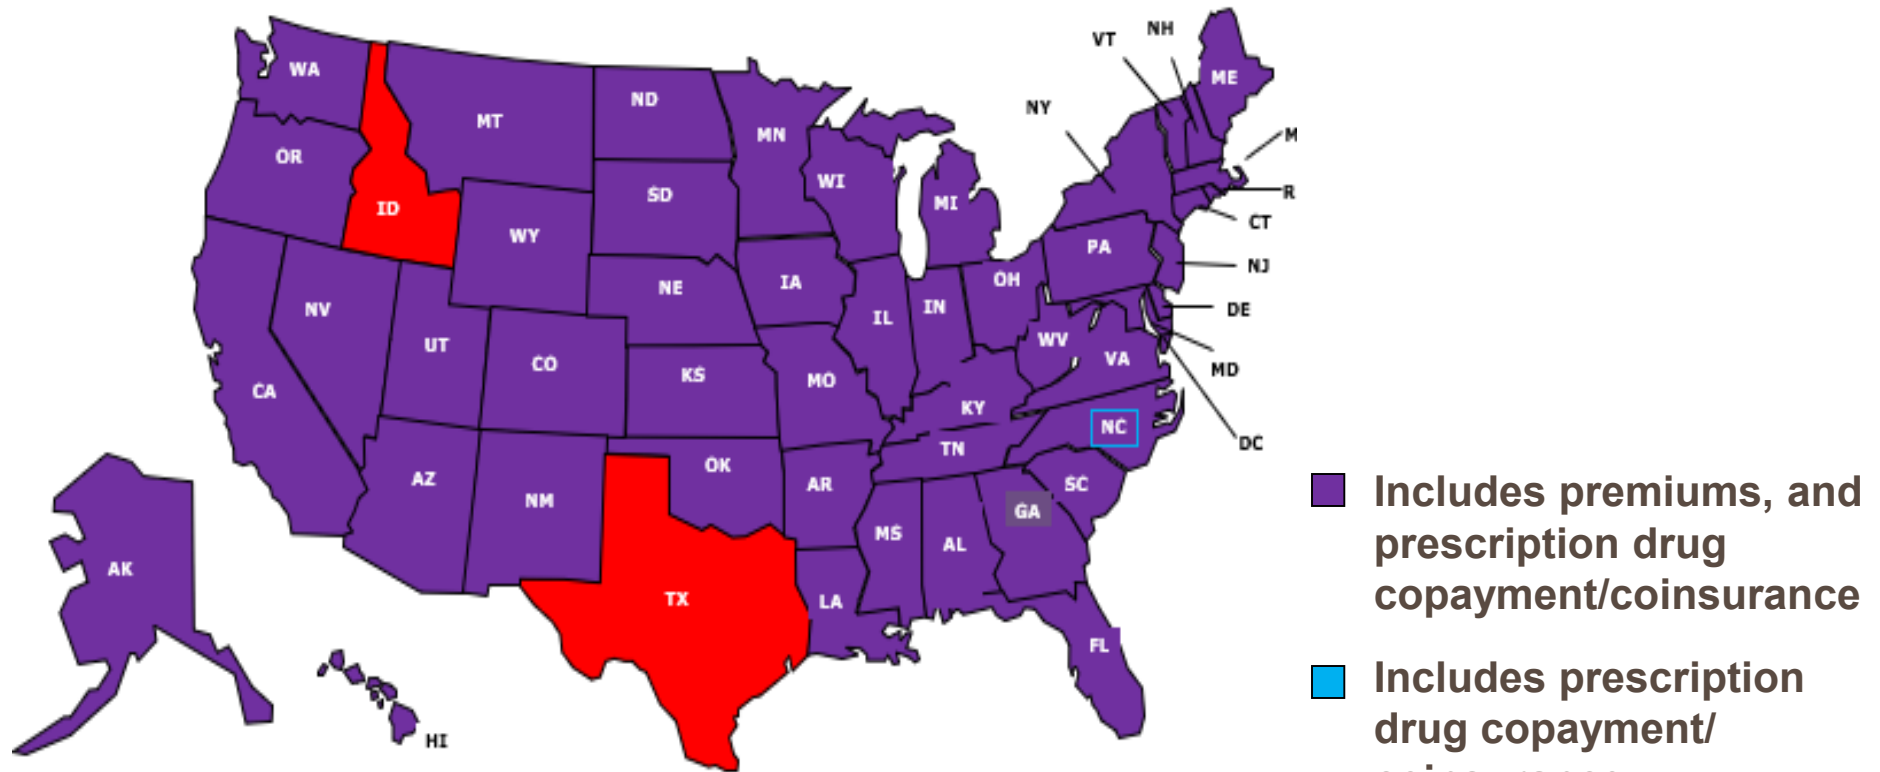 WA
MT
ND
MN
OR
ID
WY
SD
WI
MI
NY
VT
NH
ME
M
R
CT
NJ
DE
MD
DC
PA
OH
IN
IL
IA
NE
NV
UT
CO
KS
MO
KY
WV
VA
NC
TN
SC
GA
AL
MS
AR
OK
NM
AZ
CA
TX
LA
FL
AK
HI
Includes premiums, and
prescription drug
copayment/coinsurance
Includes prescription
drug copayment/